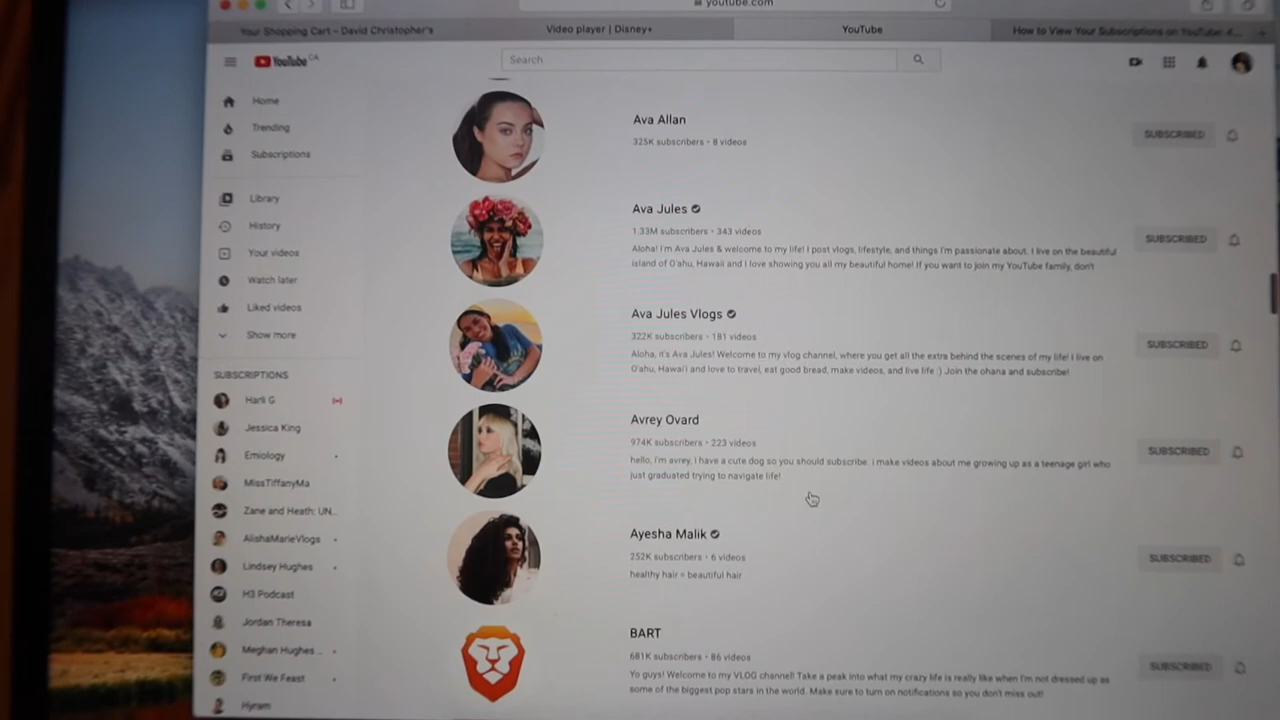 youtube.com
Your Shopping Cart – David Christopher's
Video player | Disney+
YouTube
How to View Your Subscriptions on YouTube: 4...
YouTube CA
Search
Home
Trending
Subscriptions
Library
History
Your videos
Watch later
Liked videos
Show more
SUBSCRIPTIONS
Harli G
Jessica King
Emiology
MissTiffanyMa
Zane and Heath: UN...
AlishaMarieVlogs
Lindsey Hughes
H3 Podcast
Jordan Theresa
Meghan Hughes ...
First We Feast
Hyram
Ava Allan
325K subscribers • 8 videos
SUBSCRIBED
Ava Jules
1.33M subscribers • 343 videos
Aloha! I'm Ava Jules & welcome to my life! I post vlogs, lifestyle, and things I'm passionate about. I live on the beautiful
island of O'ahu, Hawaii and I love showing you all my beautiful home! If you want to join my YouTube family, don't
SUBSCRIBED
Ava Jules Vlogs
322K subscribers • 181 videos
Aloha, it's Ava Jules! Welcome to my vlog channel, where you get all the extra behind the scenes of my life! I live on
O'ahu, Hawai'i and love to travel, eat good bread, make videos, and live life :) Join the ohana and subscribe!
SUBSCRIBED
Avrey Ovard
974K subscribers • 223 videos
hello, i'm avrey, i have a cute dog so you should subscribe. i make videos about me growing up as a teenage girl who
just graduated trying to navigate life!
SUBSCRIBED
Ayesha Malik
252K subscribers • 6 videos
healthy hair = beautiful hair
SUBSCRIBED
BART
681K subscribers • 86 videos
Yo guys! Welcome to my VLOG channel! Take a peak into what my crazy life is really like when I'm not dressed up as
some of the biggest pop stars in the world. Make sure to turn on notifications so you don't miss out!
SUBSCRIBED